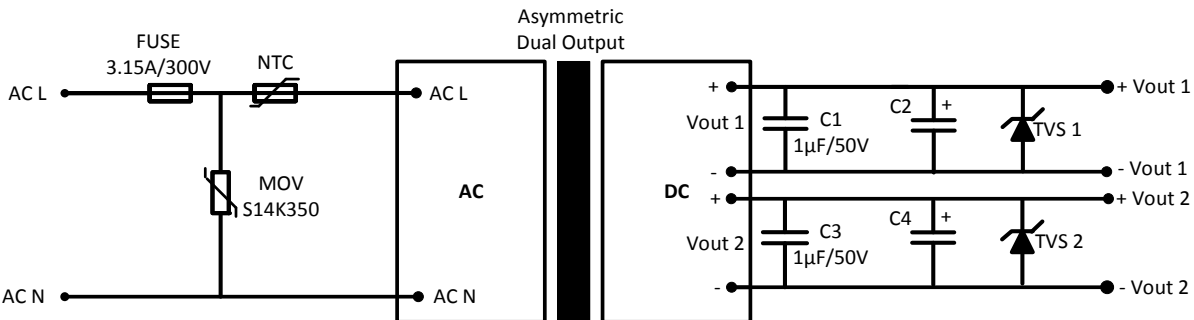 Asymmetric
Dual Output
FUSE
3.15A/300V
NTC
AC L
AC L
MOV
S14K350
AC N
AC N
AC
DC
+
Vout 1
-
+
Vout 2
-
C1
1µF/50V
C2
+
TVS 1
+ Vout 1
- Vout 1
C3
1µF/50V
C4
+
TVS 2
+ Vout 2
- Vout 2